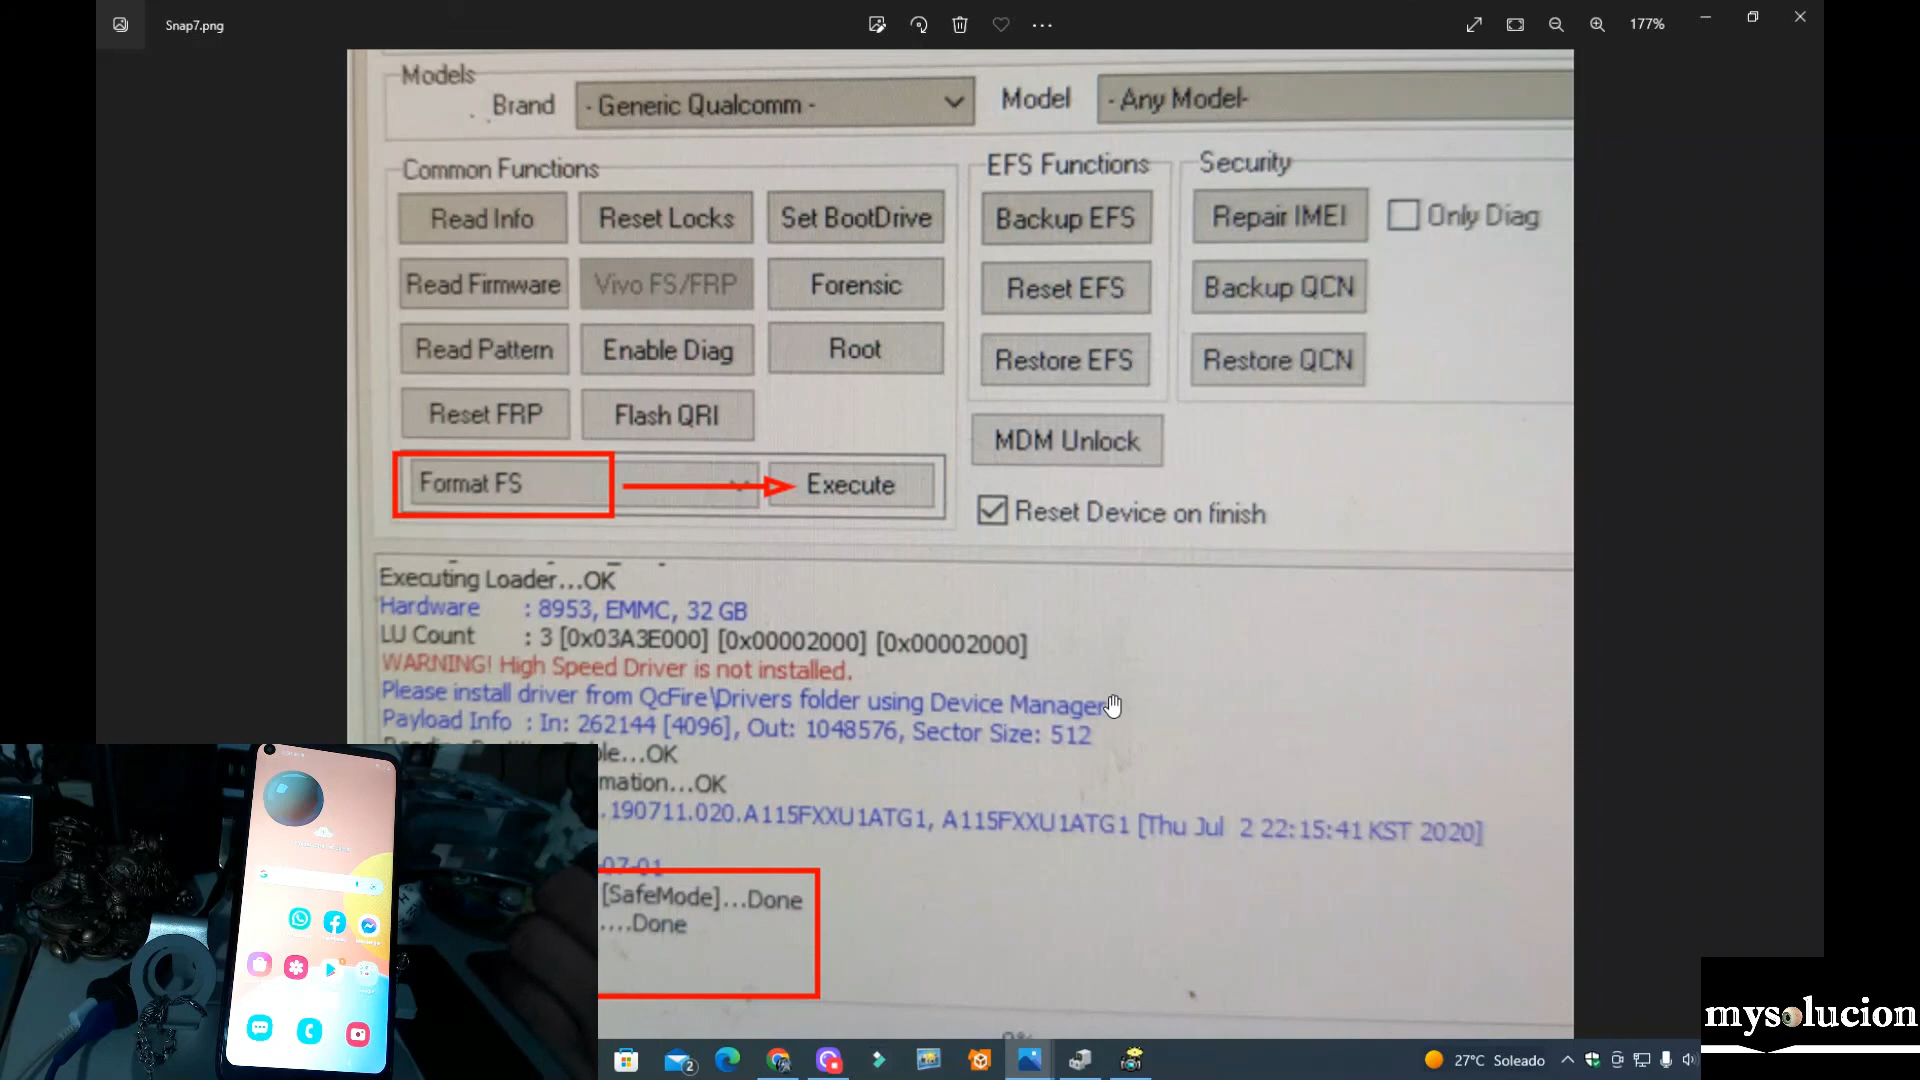 Snap7.png
177%
Models
Brand
- Generic Qualcomm -
Model
- Any Model-
Common Functions
EFS Functions
Security
Read Info
Reset Locks
Set BootDrive
Backup EFS
Repair IMEI
Only Diag
Read Firmware
Vivo FS/FRP
Forensic
Reset EFS
Backup QCN
Read Pattern
Enable Diag
Root
Restore EFS
Restore QCN
Reset FRP
Flash QRI
MDM Unlock
Format FS
Execute
Reset Device on finish
Executing Loader...OK
Hardware : 8953, EMMC, 32 GB
LU Count : 3 [0x03A3E000] [0x00002000] [0x00002000]
WARNING! High Speed Driver is not installed.
Please install driver from QcFire\Drivers folder using Device Manager
Payload Info : In: 262144 [4096], Out: 1048576, Sector Size: 512
ble...OK
mation...OK
.190711.020.A115FXXU1ATG1, A115FXXU1ATG1 [Thu Jul 2 22:15:41 KST 2020]
-07-01
[SafeMode]...Done
....Done
mysolucion
2
27°C Soleado